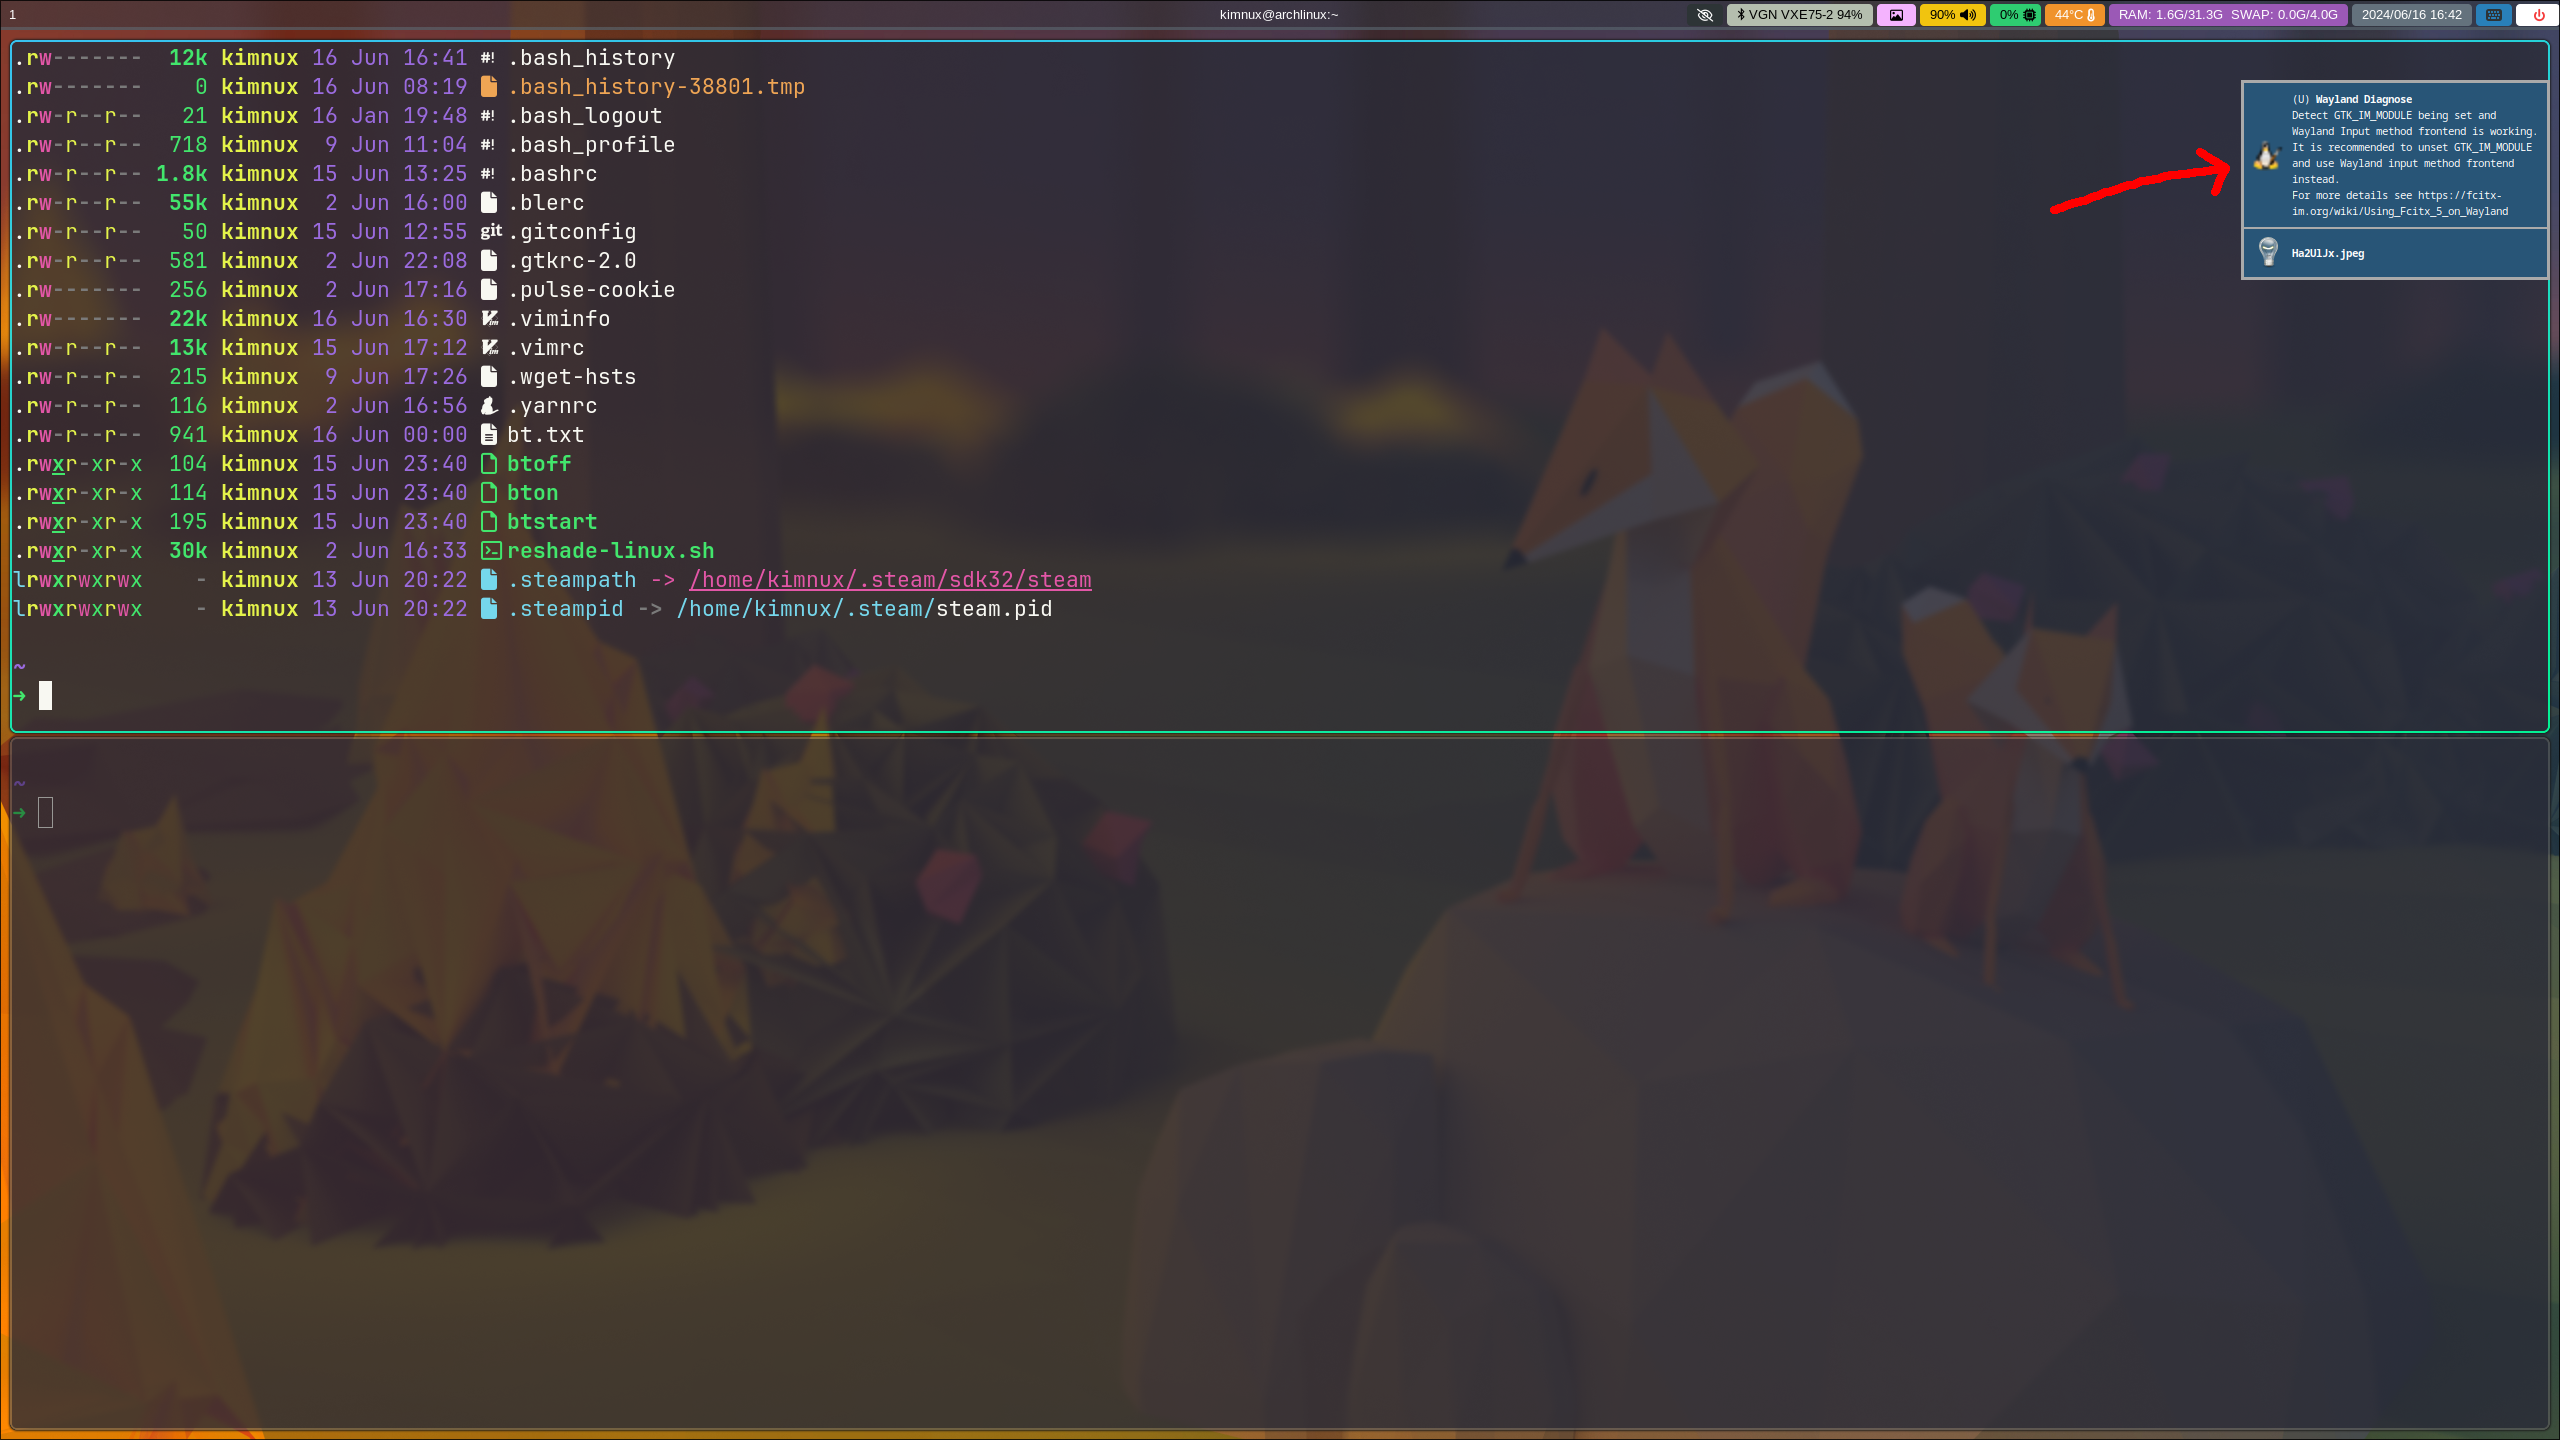 1 kimnux@archlinux:~ VGN VXE75-2 94% 90% 0% 44°C RAM: 1.6G/31.3G SWAP: 0.0G/4.0G 2024/06/16 16:42
.rw------- 12k kimnux 16 Jun 16:41 #! .bash_history
.rw------- 0 kimnux 16 Jun 08:19 .bash_history-38801.tmp
.rw-r--r-- 21 kimnux 16 Jan 19:48 #! .bash_logout
.rw-r--r-- 718 kimnux 9 Jun 11:04 #! .bash_profile
.rw-r--r-- 1.8k kimnux 15 Jun 13:25 #! .bashrc
.rw-r--r-- 55k kimnux 2 Jun 16:00 .blerc
.rw-r--r-- 50 kimnux 15 Jun 12:55 git .gitconfig
.rw-r--r-- 581 kimnux 2 Jun 22:08 .gtkrc-2.0
.rw------- 256 kimnux 2 Jun 17:16 .pulse-cookie
.rw------- 22k kimnux 16 Jun 16:30 .viminfo
.rw-r--r-- 13k kimnux 15 Jun 17:12 .vimrc
.rw-r--r-- 215 kimnux 9 Jun 17:26 .wget-hsts
.rw-r--r-- 116 kimnux 2 Jun 16:56 .yarnrc
.rw-r--r-- 941 kimnux 16 Jun 00:00 bt.txt
.rwxr-xr-x 104 kimnux 15 Jun 23:40 btoff
.rwxr-xr-x 114 kimnux 15 Jun 23:40 bton
.rwxr-xr-x 195 kimnux 15 Jun 23:40 btstart
.rwxr-xr-x 30k kimnux 2 Jun 16:33 reshade-linux.sh
lrwxrwxrwx - kimnux 13 Jun 20:22 .steampath -> /home/kimnux/.steam/sdk32/steam
lrwxrwxrwx - kimnux 13 Jun 20:22 .steampid -> /home/kimnux/.steam/steam.pid
~
➜
~
➜
(U) Wayland Diagnose
Detect GTK_IM_MODULE being set and
Wayland Input method frontend is working.
It is recommended to unset GTK_IM_MODULE
and use Wayland input method frontend
instead.
For more details see https://fcitx-
im.org/wiki/Using_Fcitx_5_on_Wayland
Ha2UlJx.jpeg